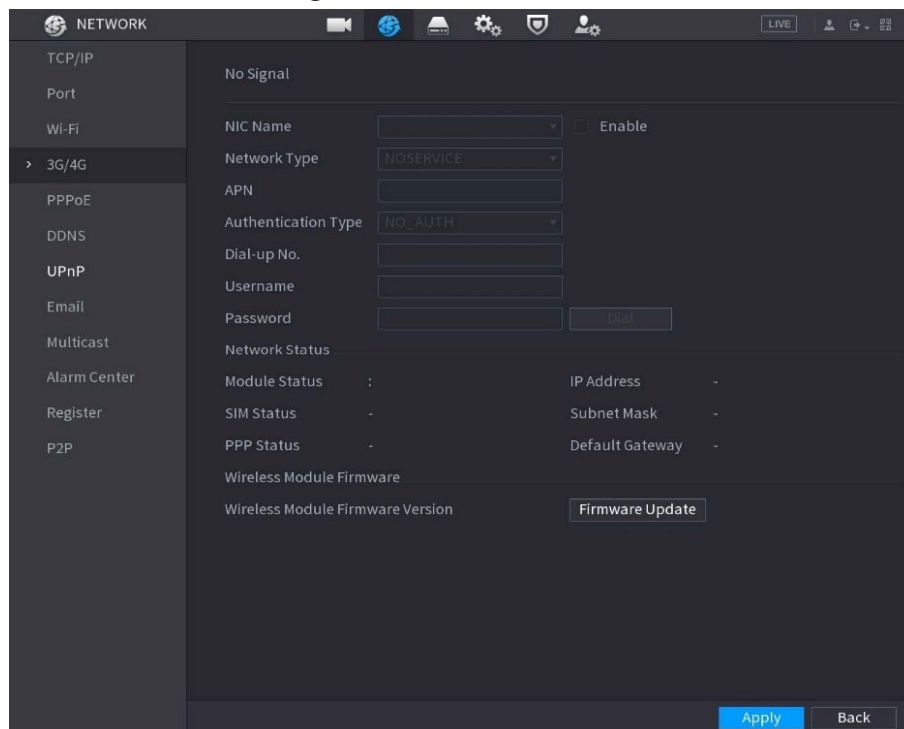 NETWORK
LIVE
TCP/IP
Port
Wi-Fi
> 3G/4G
PPPoE
DDNS
UPnP
Email
Multicast
Alarm Center
Register
P2P
No Signal
NIC Name Enable
Network Type NOSERVICE
APN
Authentication Type NO_AUTH
Dial-up No.
Username
Password Dial
Network Status
Module Status : IP Address -
SIM Status - Subnet Mask -
PPP Status - Default Gateway -
Wireless Module Firmware
Wireless Module Firmware Version Firmware Update
Apply Back